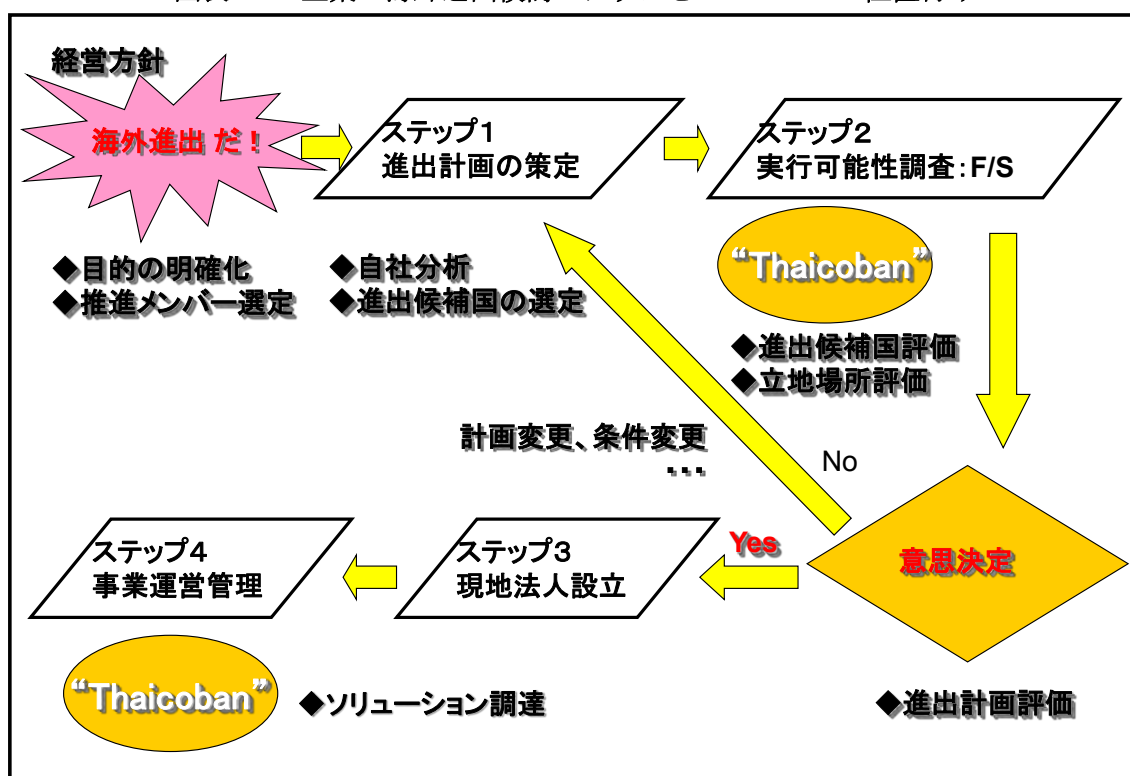 経営方針
海外進出 だ！
ステップ１
進出計画の策定
ステップ２
実行可能性調査：F/S
“Thaicoban”
◆目的の明確化
◆推進メンバー選定
◆自社分析
◆進出候補国の選定
◆進出候補国評価
◆立地場所評価
計画変更、条件変更
・・・
No
Yes
意思決定
ステップ４
事業運営管理
ステップ３
現地法人設立
“Thaicoban”
◆ソリューション調達
◆進出計画評価